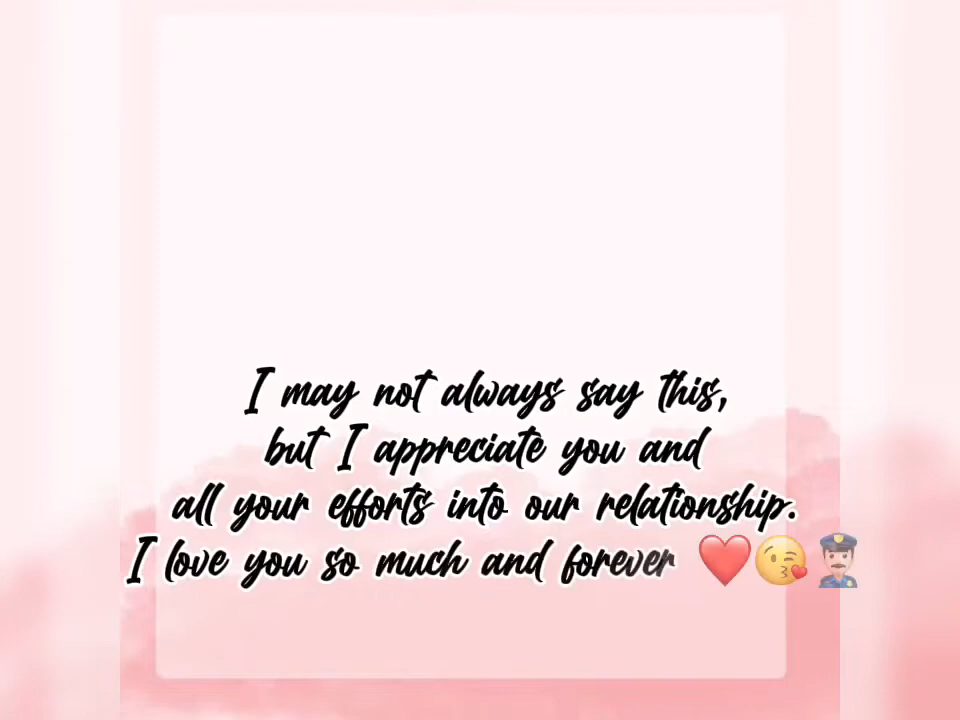 I may not always say this,
but I appreciate you and
all your efforts into our relationship.
I love you so much and forever ❤️😘👮🏻‍♂️